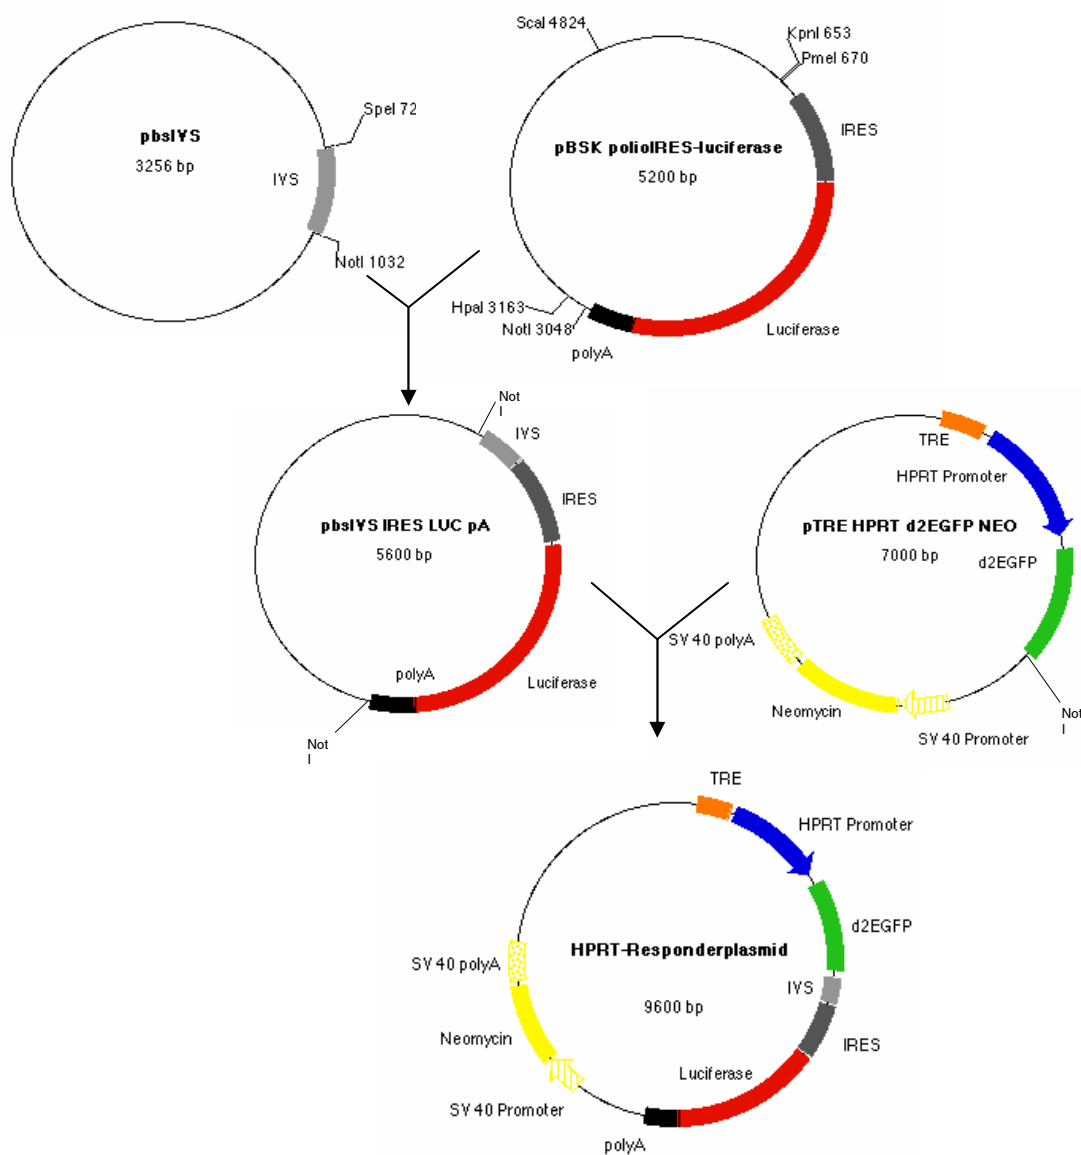 ScaI 4824
KpnI 653
PmeI 670
SpeI 72
pbsIVS
3256 bp
IVS
NotI 1032
pBSK polioIRES-luciferase
5200 bp
IRES
HpaI 3163
NotI 3048
polyA
Luciferase
Not
I
IVS
IRES
pbsIVS IRES LUC pA
5600 bp
polyA
Luciferase
Not
I
TRE
HPRT Promoter
pTRE HPRT d2EGFP NEO
7000 bp
d2EGFP
SV 40 polyA
Neomycin
SV 40 Promoter
Not
I
TRE
HPRT Promoter
d2EGFP
HPRT-Responderplasmid
9600 bp
SV 40 polyA
IVS
IRES
Neomycin
Luciferase
SV 40 Promoter
polyA